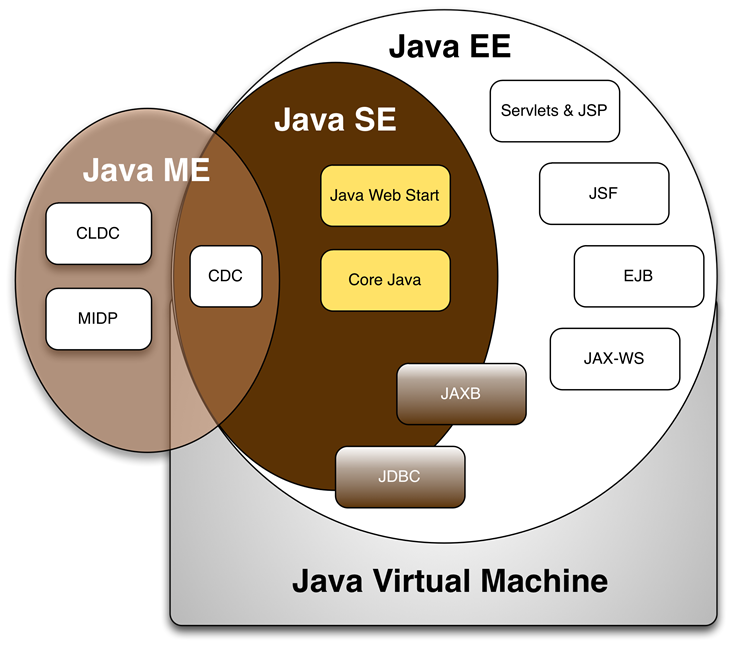 Java EE
Servlets & JSP
Java SE
Java ME
Java Web Start
JSF
CLDC
CDC
Core Java
EJB
MIDP
JAX-WS
JAXB
JDBC
Java Virtual Machine